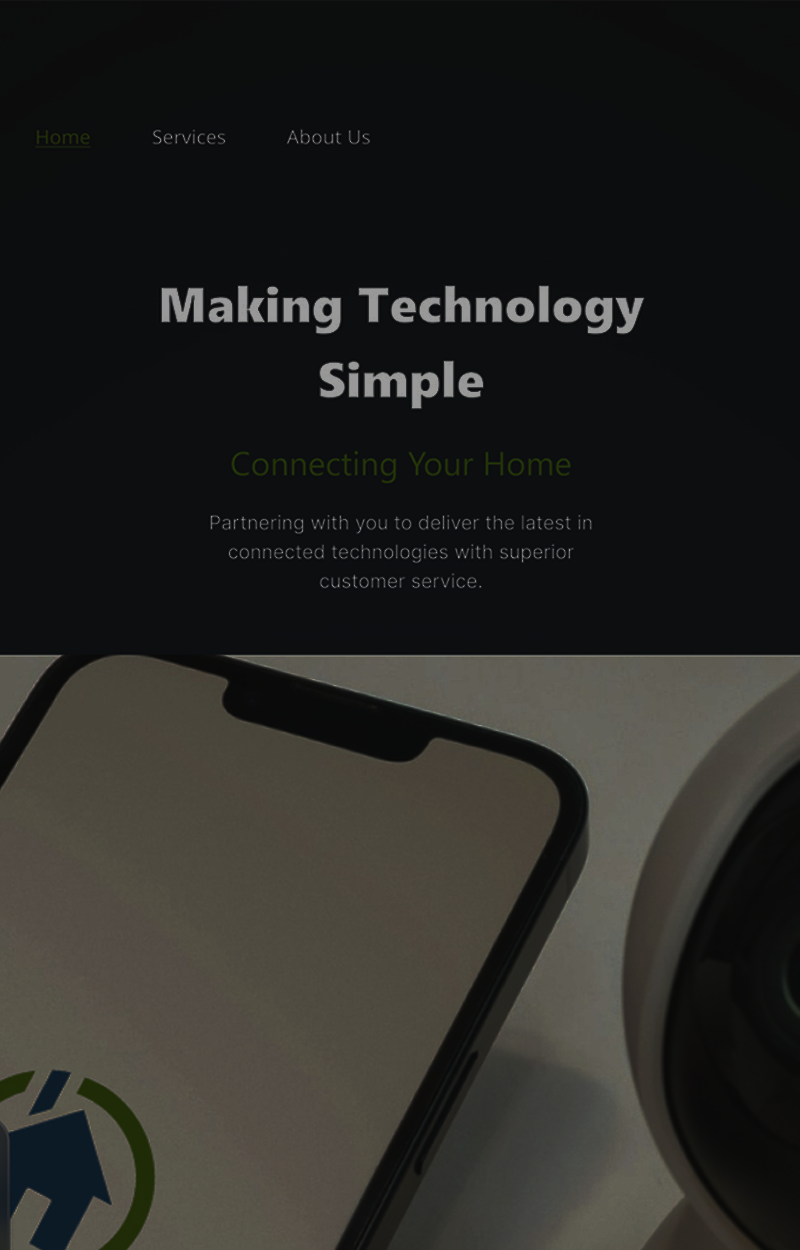 Home Services About Us
Making Technology
Simple
Connecting Your Home
Partnering with you to deliver the latest in
connected technologies with superior
customer service.